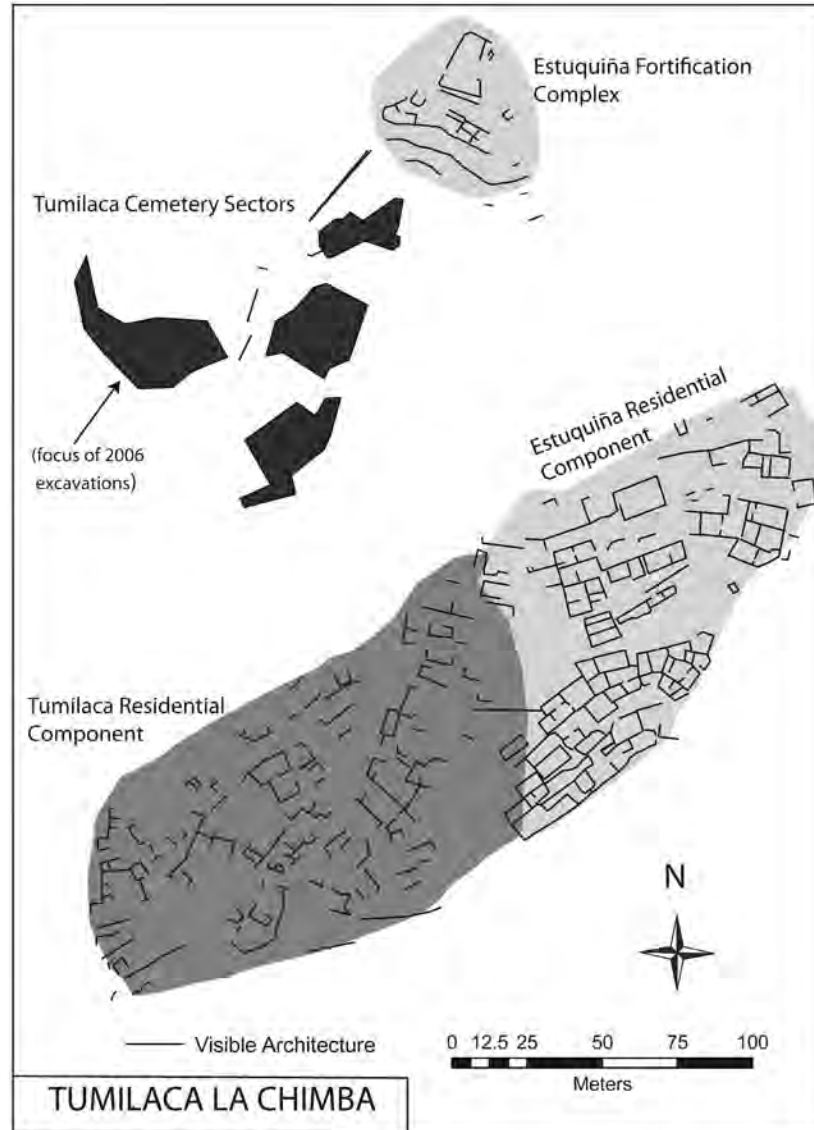 Estuquiña Fortification
Complex
Tumilaca Cemetery Sectors
(focus of 2006
excavations)
Estuquiña Residential
Component
Tumilaca Residential
Component
N
Visible Architecture
0 12.5 25 50 75 100
Meters
TUMILACA LA CHIMBA